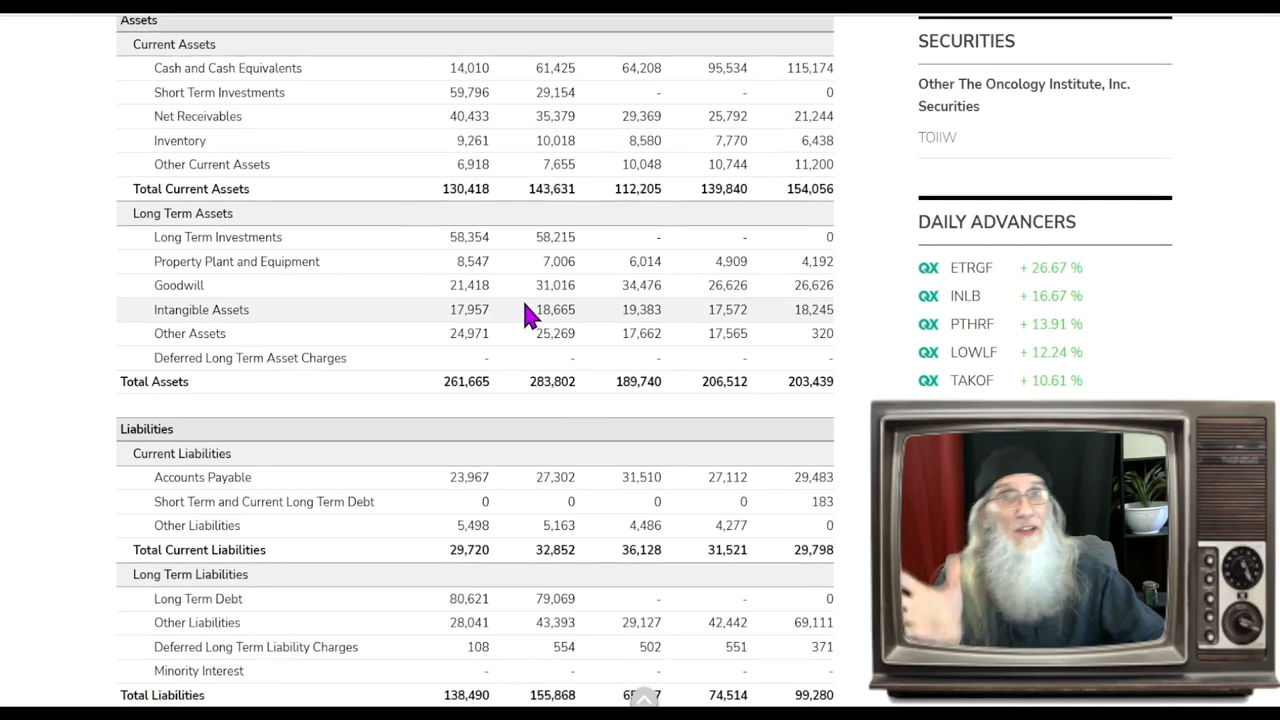 Assets
Current Assets
Cash and Cash Equivalents 14,010 61,425 64,208 95,534 115,174
Short Term Investments 59,796 29,154 - - 0
Net Receivables 40,433 35,379 29,369 25,792 21,244
Inventory 9,261 10,018 8,580 7,770 6,438
Other Current Assets 6,918 7,655 10,048 10,744 11,200
Total Current Assets 130,418 143,631 112,205 139,840 154,056
Long Term Assets
Long Term Investments 58,354 58,215 - - 0
Property Plant and Equipment 8,547 7,006 6,014 4,909 4,192
Goodwill 21,418 31,016 34,476 26,626 26,626
Intangible Assets 17,957 18,665 19,383 17,572 18,245
Other Assets 24,971 25,269 17,662 17,565 320
Deferred Long Term Asset Charges - - - - -
Total Assets 261,665 283,802 189,740 206,512 203,439
Liabilities
Current Liabilities
Accounts Payable 23,967 27,302 31,510 27,112 29,483
Short Term and Current Long Term Debt 0 0 0 0 183
Other Liabilities 5,498 5,163 4,486 4,277 0
Total Current Liabilities 29,720 32,852 36,128 31,521 29,798
Long Term Liabilities
Long Term Debt 80,621 79,069 - - 0
Other Liabilities 28,041 43,393 29,127 42,442 69,111
Deferred Long Term Liability Charges 108 554 502 551 371
Minority Interest - - - - -
Total Liabilities 138,490 155,868 74,514 99,280
SECURITIES
Other The Oncology Institute, Inc.
Securities
TOIIW
DAILY ADVANCERS
QX ETRGF + 26.67 %
QX INLB + 16.67 %
QX PTHRF + 13.91 %
QX LOWLF + 12.24 %
QX TAKOF + 10.61 %